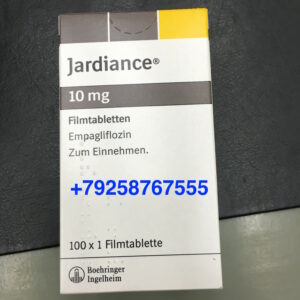 Jardiance®
10 mg
Filmtabletten
Empagliflozin
Zum Einnehmen.
+79258767555
100 x 1 Filmtablette
Boehringer
Ingelheim